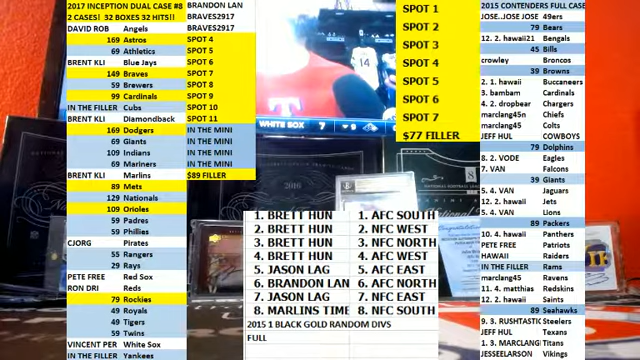 2017 INCEPTION DUAL CASE #8
2 CASES! 32 BOXES 32 HITS!!
DAVID ROB Angels
169 Astros
69 Athletics
BRENT KLI Blue Jays
149 Braves
59 Brewers
99 Cardinals
IN THE FILLER Cubs
BRENT KLI Diamondback
169 Dodgers
69 Giants
109 Indians
69 Mariners
BRENT KLI Marlins
89 Mets
129 Nationals
109 Orioles
59 Padres
59 Phillies
CJORG Pirates
55 Rangers
29 Rays
PETE FREE Red Sox
RON DRI Reds
79 Rockies
49 Royals
49 Tigers
59 Twins
VINCENT PER White Sox
IN THE FILLER Yankees
BRANDON LAN
BRAVES2917
BRAVES2917
SPOT 4
SPOT 5
SPOT 6
SPOT 7
SPOT 8
SPOT 9
SPOT 10
SPOT 11
IN THE MINI
IN THE MINI
IN THE MINI
IN THE MINI
$89 FILLER
14
WHITE SOX 7 9
SPOT 1
SPOT 2
SPOT 3
SPOT 4
SPOT 5
SPOT 6
SPOT 7
$77 FILLER
2016
1. BRETT HUN 1. AFC SOUTH
2. BRETT HUN 2. NFC WEST
3. BRETT HUN 3. NFC NORTH
4. BRETT HUN 4. AFC WEST
5. JASON LAG 5. AFC EAST
6. BRANDON LAN 6. AFC NORTH
7. JASON LAG 7. NFC EAST
8. MARLINS TIME 8. NFC SOUTH
2015 1 BLACK GOLD RANDOM DIVS
FULL
2015 CONTENDERS FULL CASE
JOSE..JOSE JOSE 49ers
79 Bears
12. 2. hawaii21 Bengals
45 Bills
crowley Broncos
39 Browns
2. 1. hawaii Buccaneers
3. bambam Cardinals
4. 2. dropbear Chargers
marclang45n Chiefs
marclang45 Colts
JEFF HUL COWBOYS
79 Dolphins
8. 2. VODE Eagles
7. VAN Falcons
39 Giants
5. 4. VAN Jaguars
12. 2. hawaii Jets
5. 4. VAN Lions
89 Packers
10. 4. hawaii Panthers
PETE FREE Patriots
HAWAII Raiders
IN THE FILLER Rams
marclang45 Ravens
11. 4. matthias Redskins
12. 2. hawaii Saints
89 Seahawks
9. 3. RUSHTASTIC Steelers
JEFF HUL Texans
1. 3. MARCLANG Titans
JESSEELARSON Vikings